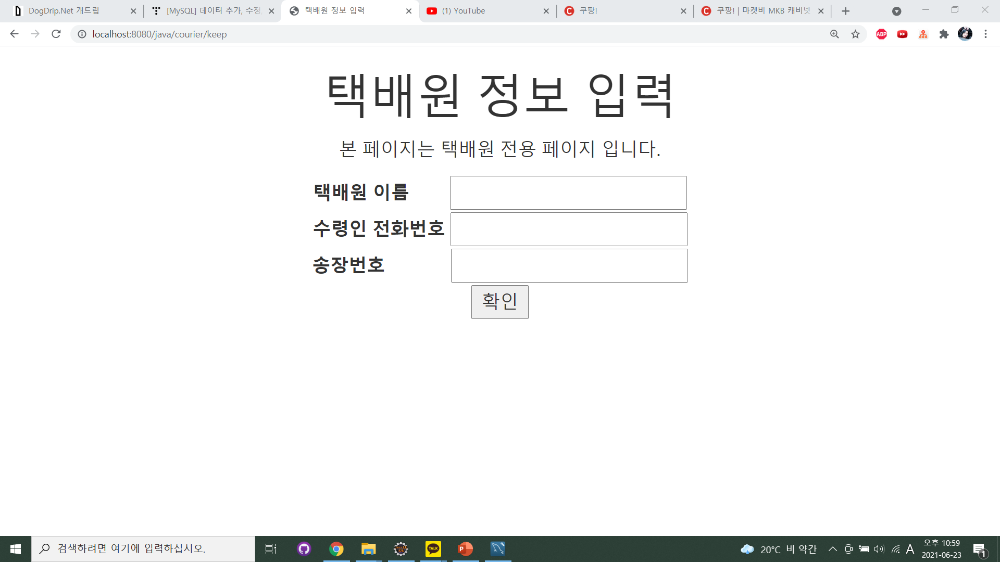 DogDrip.Net 개드립
[MySQL] 데이터 추가, 수정
택배원 정보 입력
(1) YouTube
쿠팡!
쿠팡! | 마켓비 MKB 캐비넷
localhost:8080/java/courier/keep
ABP
택배원 정보 입력
본 페이지는 택배원 전용 페이지 입니다.
택배원 이름
수령인 전화번호
송장번호
확인
검색하려면 여기에 입력하십시오.
TALK
P
20°C 비 약간
A
오후 10:59
2021-06-23
1